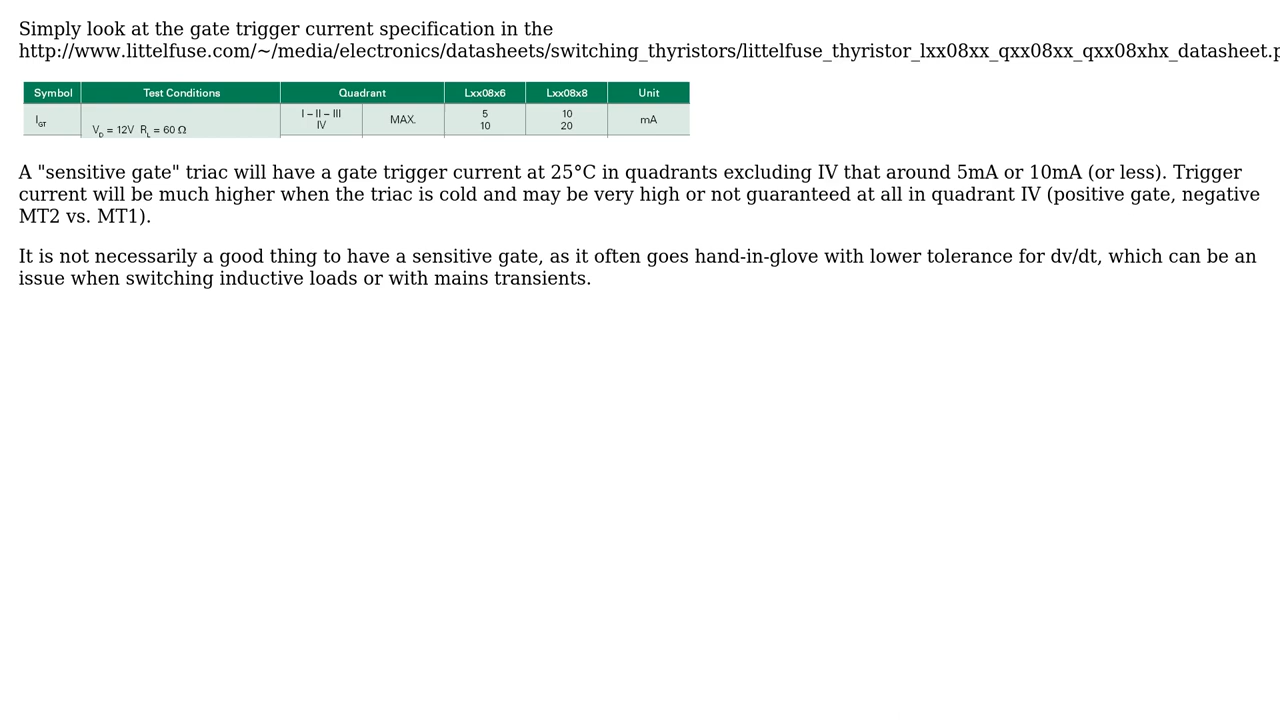 Simply look at the gate trigger current specification in the
http://www.littelfuse.com/~/media/electronics/datasheets/switching_thyristors/littelfuse_thyristor_lxx08xx_qxx08xx_qxx08xhx_datasheet.p
Symbol Test Conditions Quadrant Lxx08x6 Lxx08x8 Unit
I – II – III 5 10
IGT MAX. mA
IV 10 20
VD = 12V RL = 60 Ω
A "sensitive gate" triac will have a gate trigger current at 25°C in quadrants excluding IV that around 5mA or 10mA (or less). Trigger
current will be much higher when the triac is cold and may be very high or not guaranteed at all in quadrant IV (positive gate, negative
MT2 vs. MT1).
It is not necessarily a good thing to have a sensitive gate, as it often goes hand-in-glove with lower tolerance for dv/dt, which can be an
issue when switching inductive loads or with mains transients.